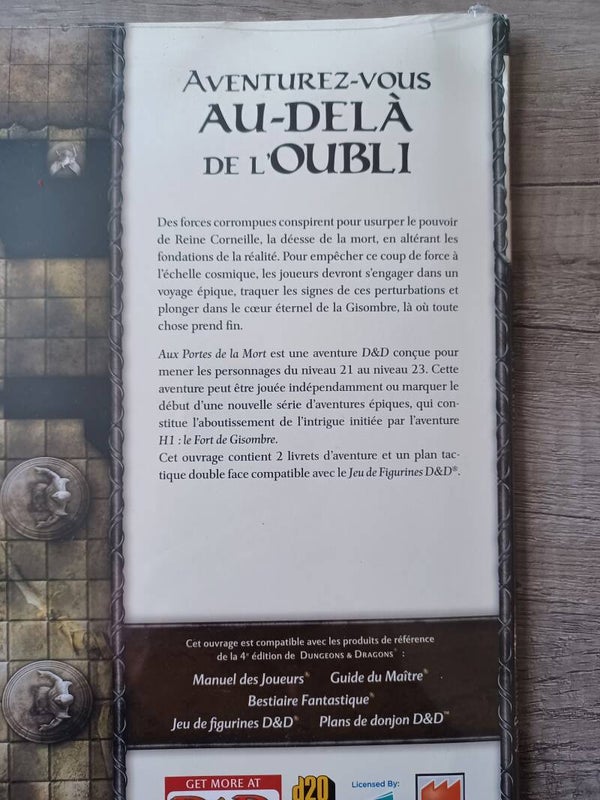 AVENTUREZ-VOUS
AU-DELÀ
DE L'OUBLI
Des forces corrompues conspirent pour usurper le pouvoir
de Reine Corneille, la déesse de la mort, en altérant les
fondations de la réalité. Pour empêcher ce coup de force à
l'échelle cosmique, les joueurs devront s'engager dans un
voyage épique, traquer les signes de ces perturbations et
plonger dans le cœur éternel de la Gisombre, là où toute
chose prend fin.
Aux Portes de la Mort est une aventure D&D conçue pour
mener les personnages du niveau 21 au niveau 23. Cette
aventure peut être jouée indépendamment ou marquer le
début d'une nouvelle série d'aventures épiques, qui con-
stitue l'aboutissement de l'intrigue initiée par l'aventure
H1 : le Fort de Gisombre.
Cet ouvrage contient 2 livrets d'aventure et un plan tac-
tique double face compatible avec le Jeu de Figurines D&D®.
Cet ouvrage est compatible avec les produits de référence
de la 4e édition de DUNGEONS & DRAGONS® :
Manuel des Joueurs® Guide du Maître®
Bestiaire Fantastique®
Jeu de figurines D&D® Plans de donjon D&D™
GET MORE AT
d20
Licensed By: